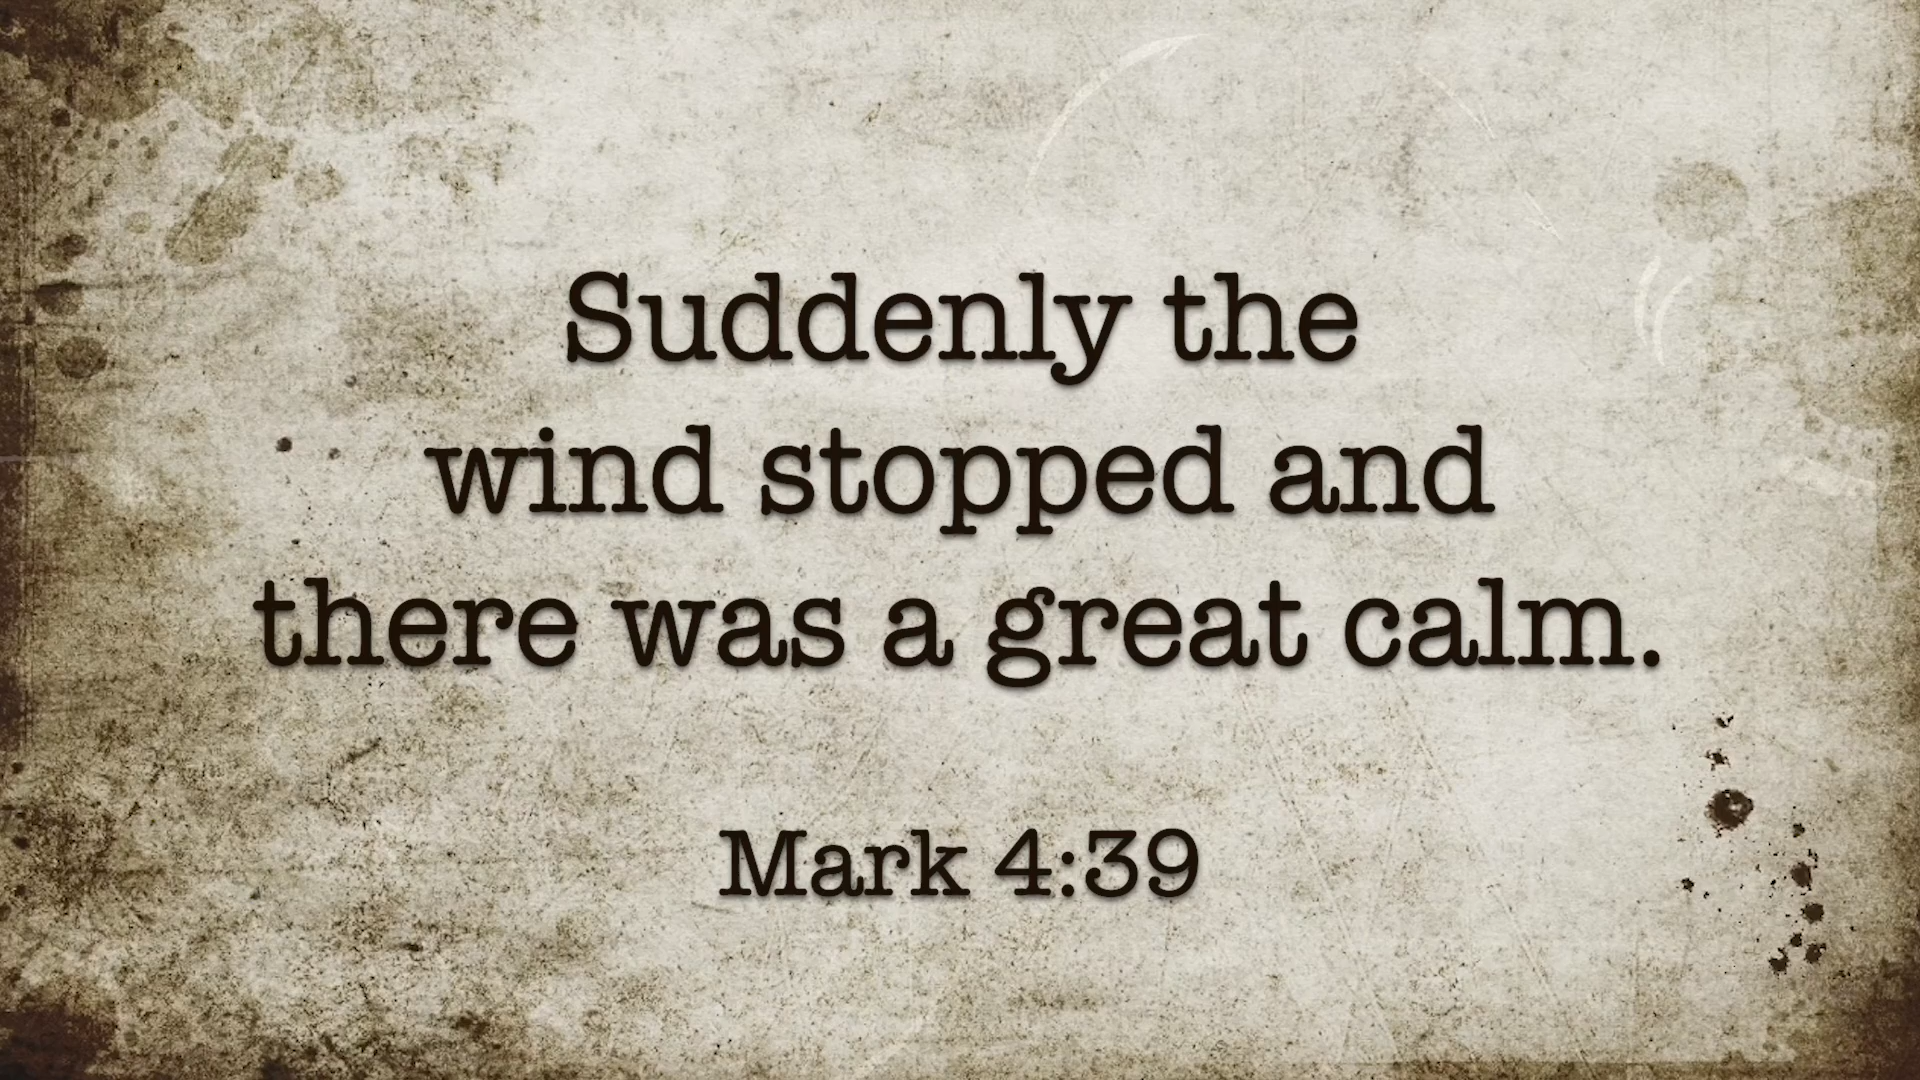 Suddenly the
wind stopped and
there was a great calm.
Mark 4:39